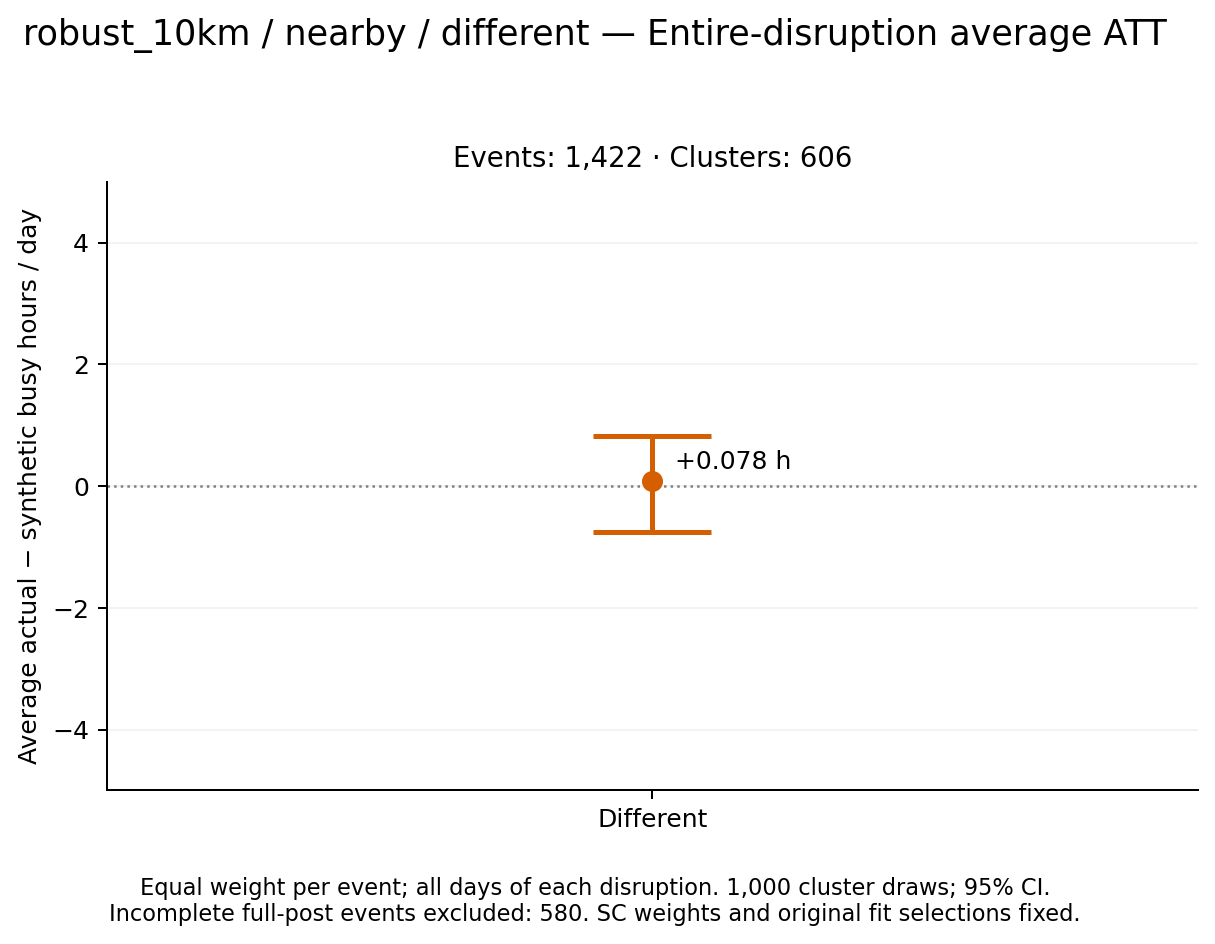 robust_10km / nearby / different — Entire-disruption average ATT
Events: 1,422 · Clusters: 606
Average actual − synthetic busy hours / day
4
2
0
−2
−4
+0.078 h
Different
Equal weight per event; all days of each disruption. 1,000 cluster draws; 95% CI.
Incomplete full-post events excluded: 580. SC weights and original fit selections fixed.